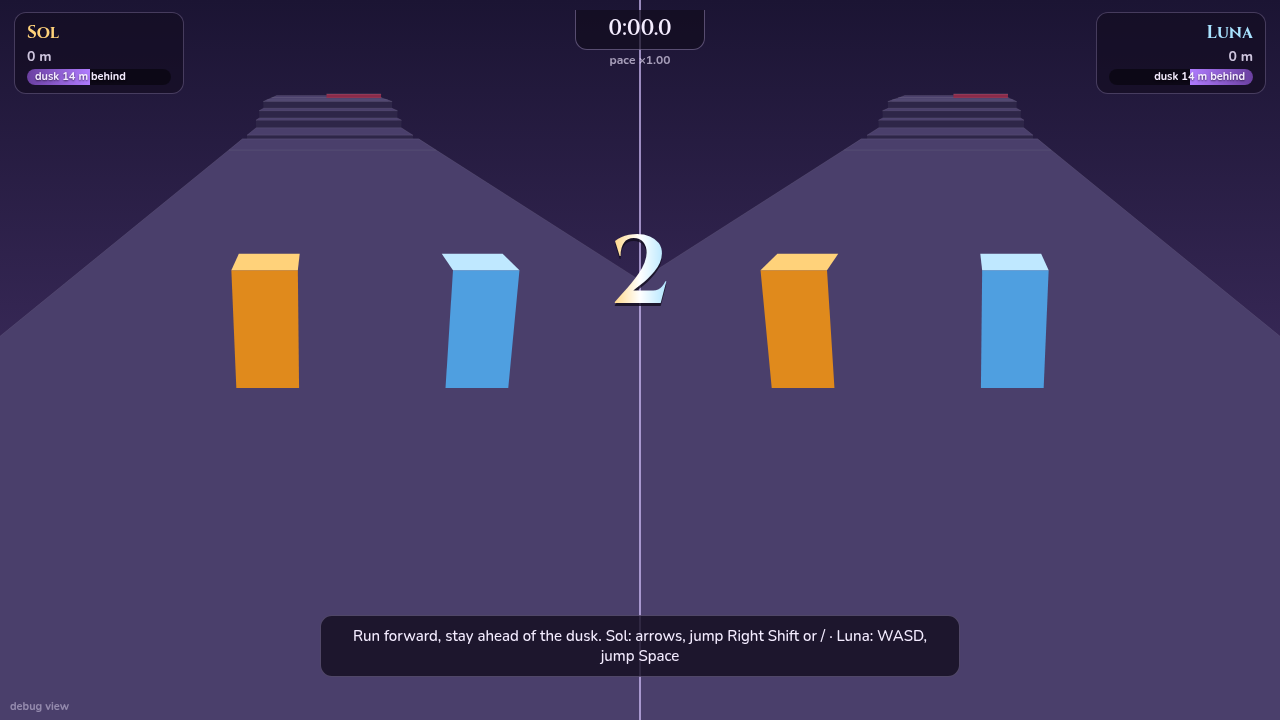 Sol
0 m
dusk 14 m behind
0:00.0
pace ×1.00
Luna
0 m
dusk 14 m behind
2
Run forward, stay ahead of the dusk. Sol: arrows, jump Right Shift or / · Luna: WASD,
jump Space
debug view